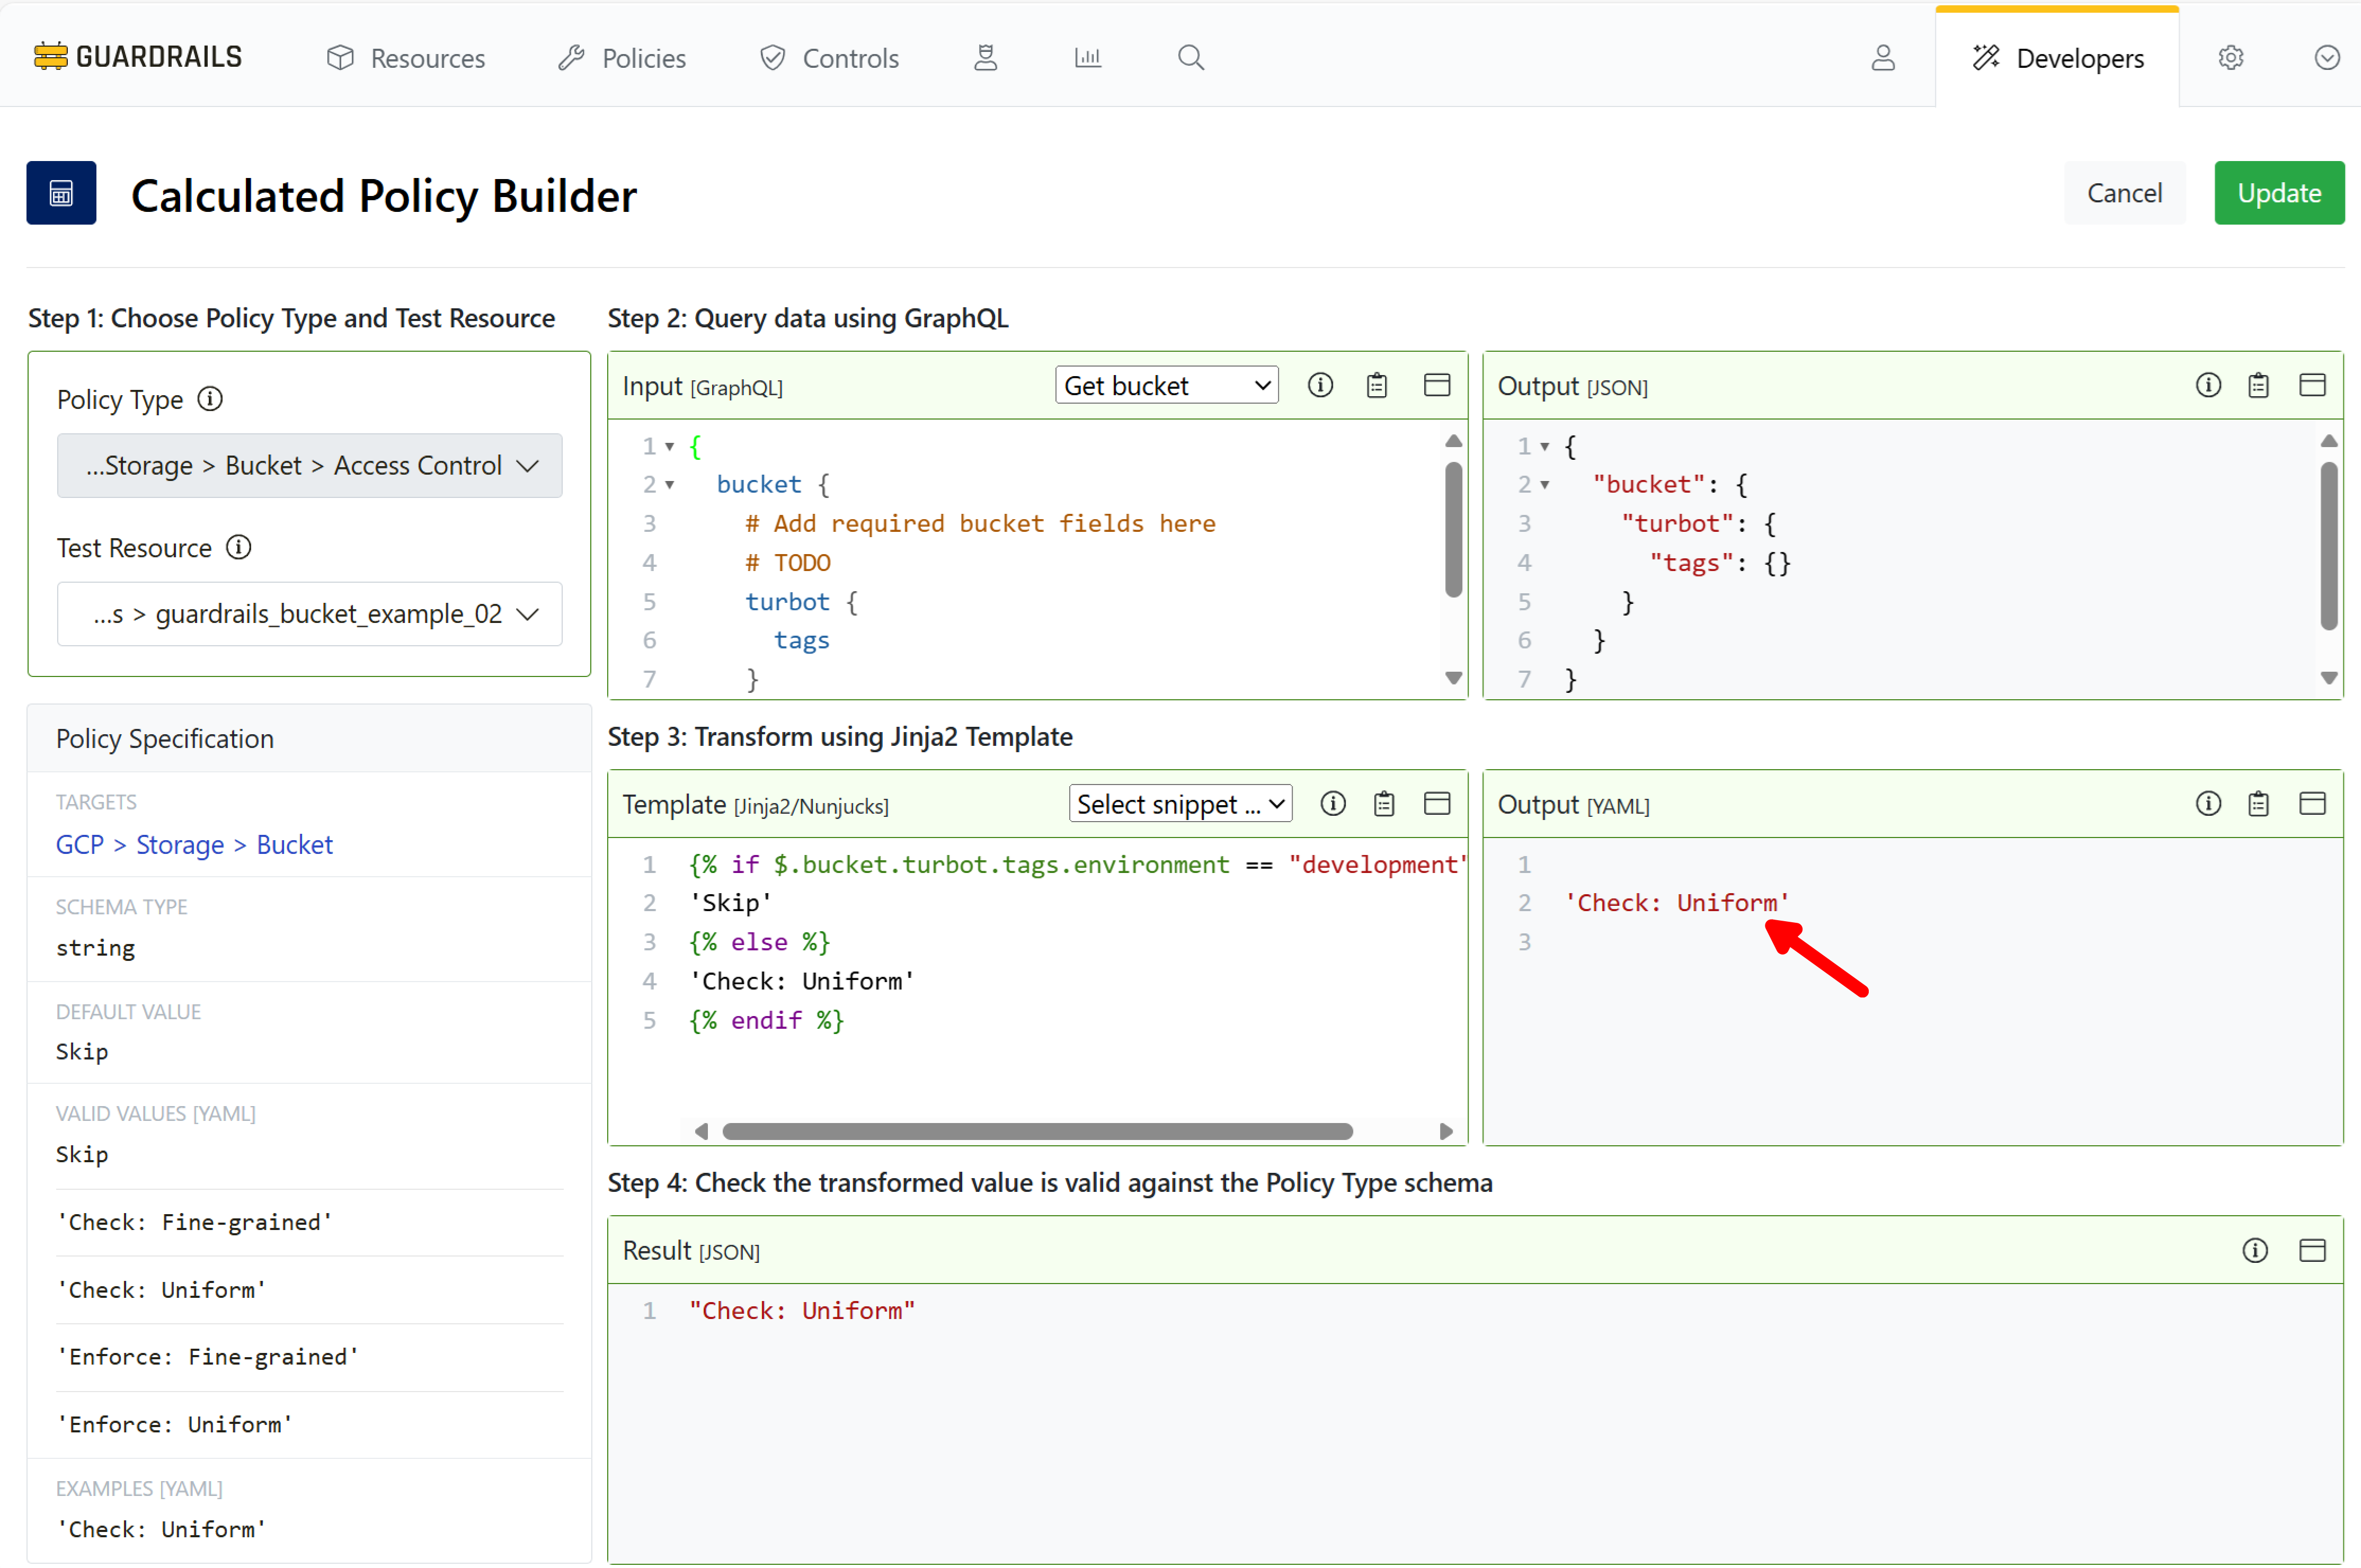 GUARDRAILS
Resources
Policies
Controls
Developers
Calculated Policy Builder
Cancel
Update
Step 1: Choose Policy Type and Test Resource
Policy Type
...Storage > Bucket > Access Control
Test Resource
...s > guardrails_bucket_example_02
Policy Specification
TARGETS
GCP > Storage > Bucket
SCHEMA TYPE
string
DEFAULT VALUE
Skip
VALID VALUES [YAML]
Skip
'Check: Fine-grained'
'Check: Uniform'
'Enforce: Fine-grained'
'Enforce: Uniform'
EXAMPLES [YAML]
'Check: Uniform'
Step 2: Query data using GraphQL
Input [GraphQL]
Get bucket
1 {
2 bucket {
3 # Add required bucket fields here
4 # TODO
5 turbot {
6 tags
7 }
Output [JSON]
1 {
2 "bucket": {
3 "turbot": {
4 "tags": {}
5 }
6 }
7 }
Step 3: Transform using Jinja2 Template
Template [Jinja2/Nunjucks]
Select snippet ...
1 {% if $.bucket.turbot.tags.environment == "development"
2 'Skip'
3 {% else %}
4 'Check: Uniform'
5 {% endif %}
Output [YAML]
1
2 'Check: Uniform'
3
Step 4: Check the transformed value is valid against the Policy Type schema
Result [JSON]
1 "Check: Uniform"